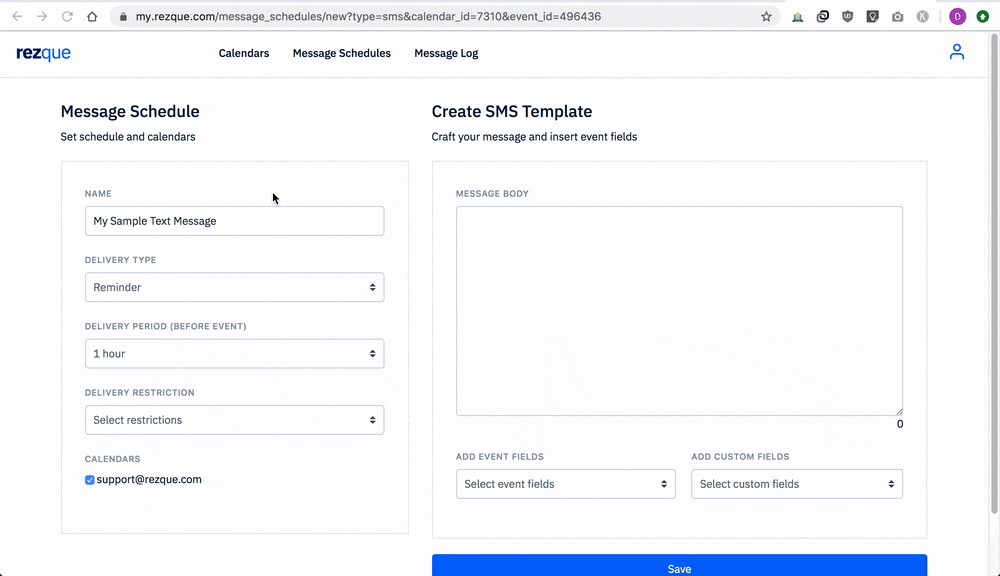 my.rezque.com/message_schedules/new?type=sms&calendar_id=7310&event_id=496436
D
rezque
Calendars
Message Schedules
Message Log
Message Schedule
Set schedule and calendars
NAME
My Sample Text Message
DELIVERY TYPE
Reminder
DELIVERY PERIOD (BEFORE EVENT)
1 hour
DELIVERY RESTRICTION
Select restrictions
CALENDARS
support@rezque.com
Create SMS Template
Craft your message and insert event fields
MESSAGE BODY
0
ADD EVENT FIELDS
Select event fields
ADD CUSTOM FIELDS
Select custom fields
Save